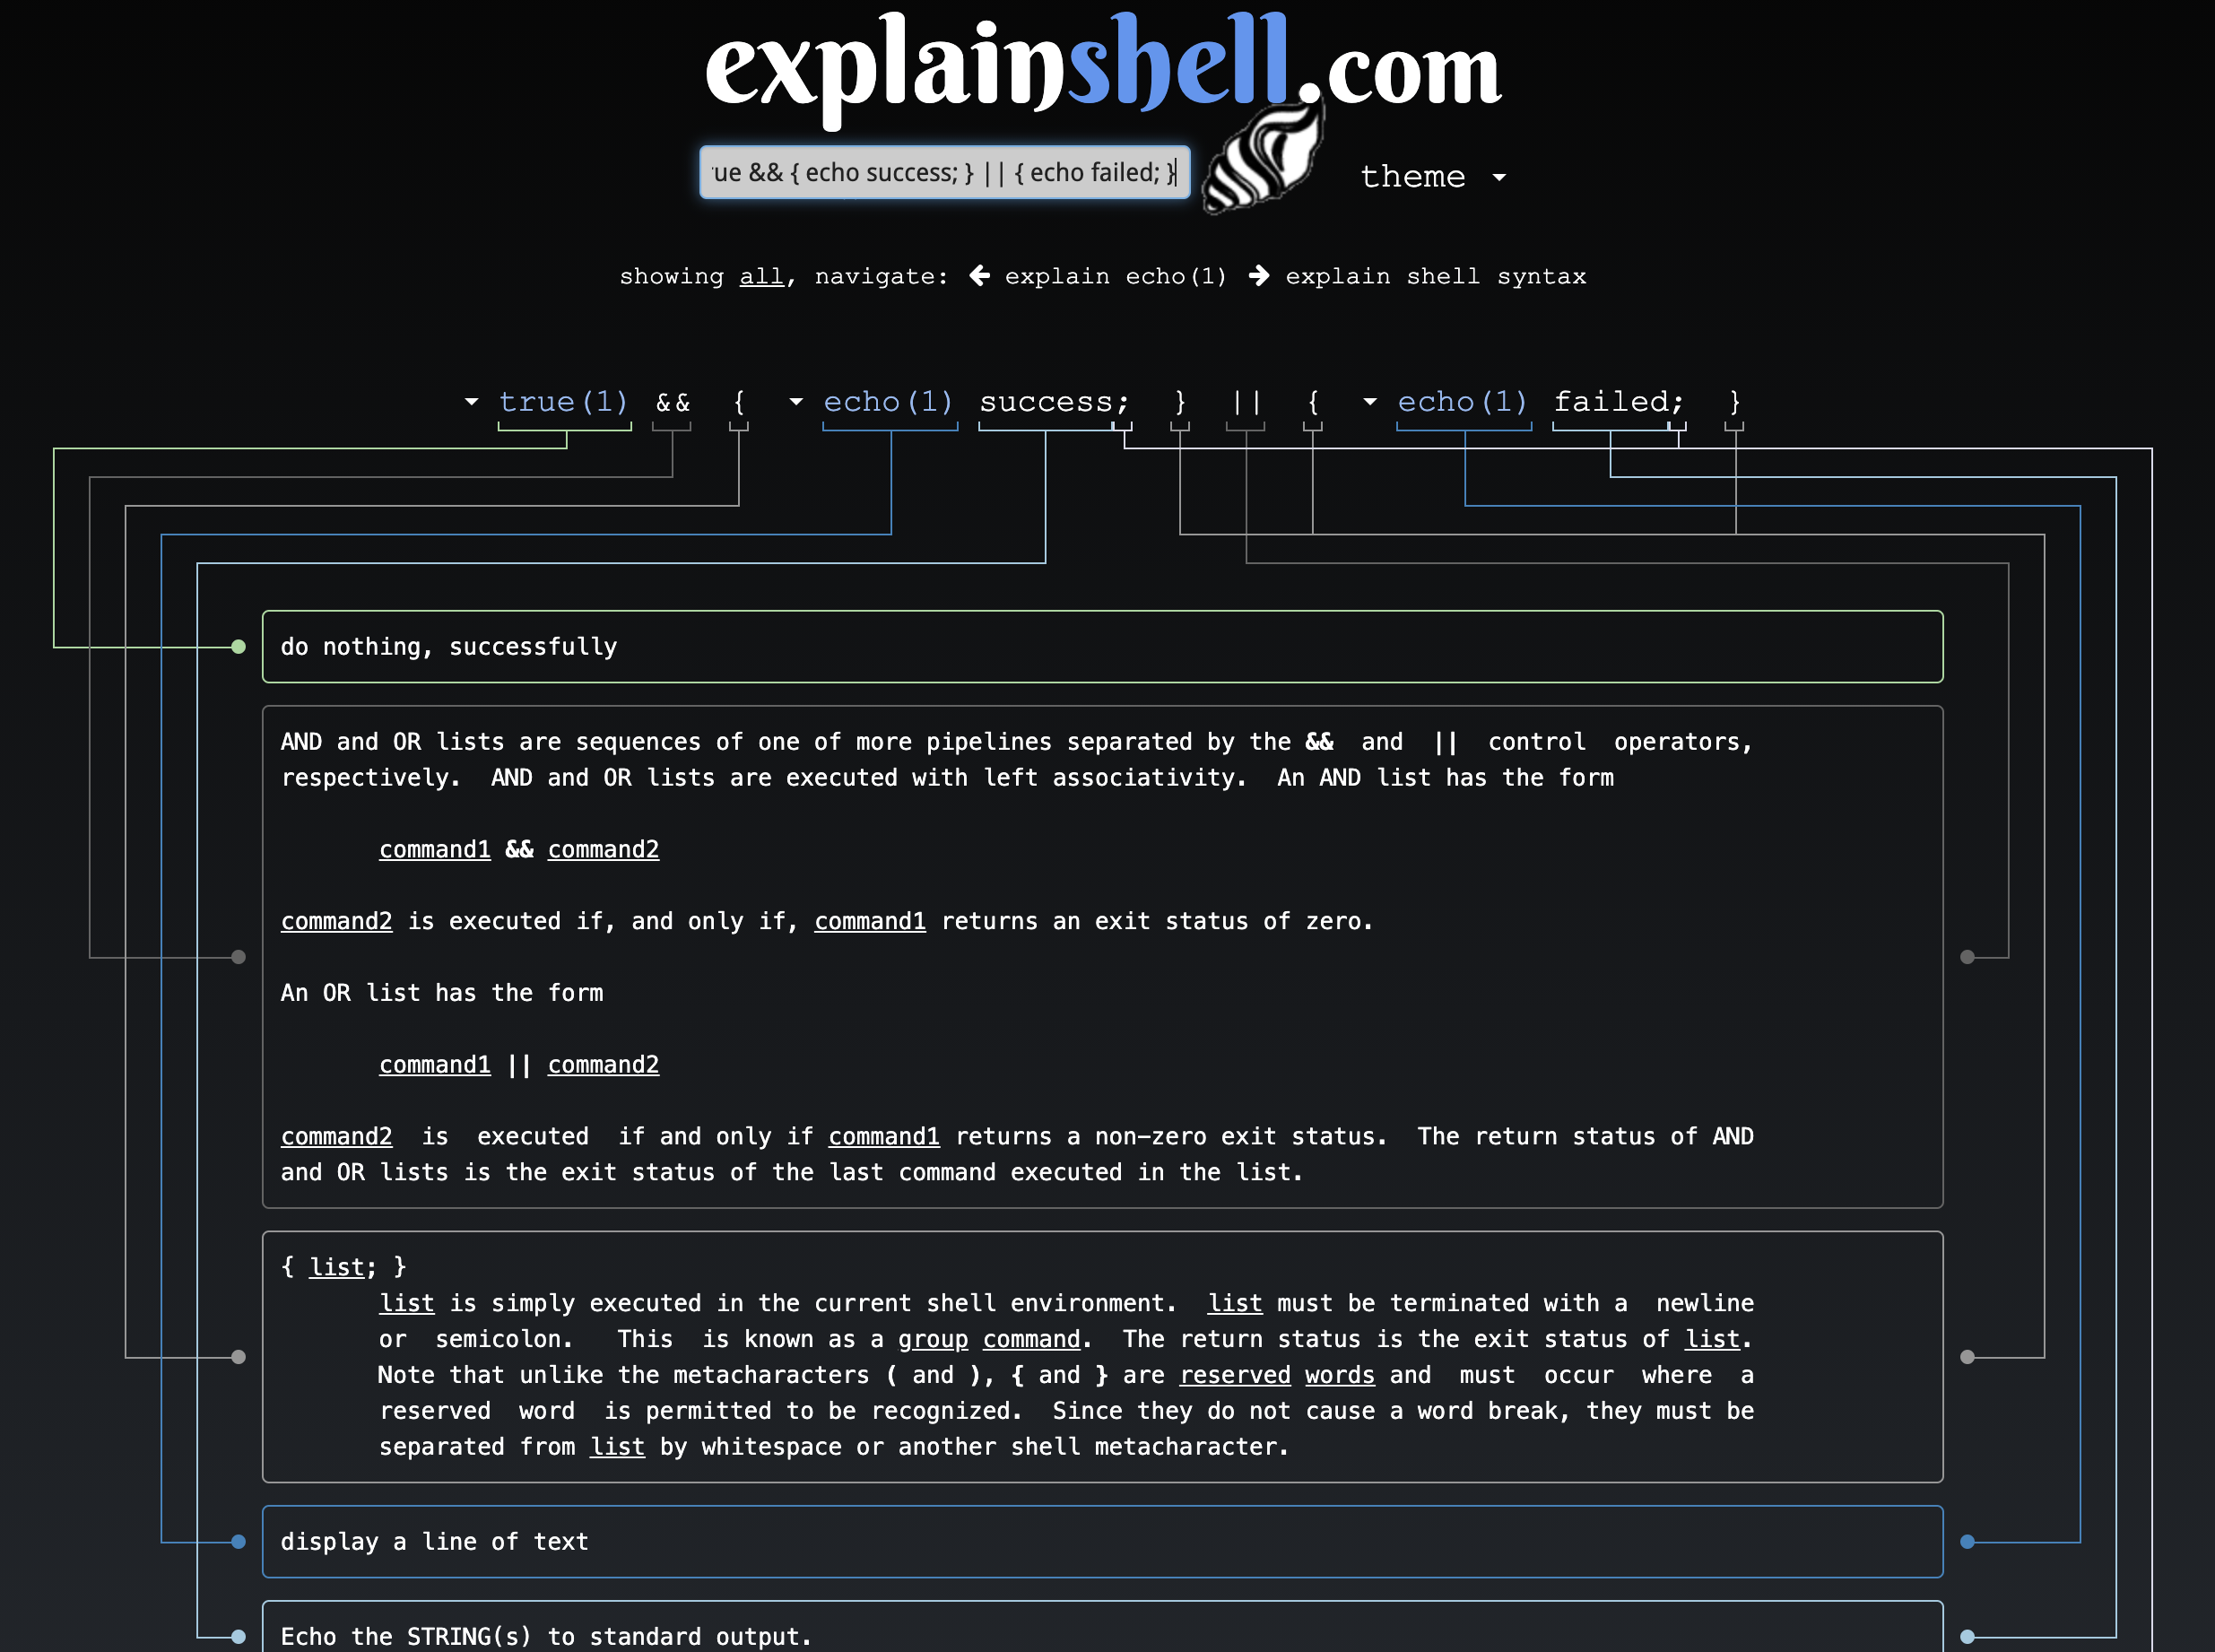 explainshell.com
ue && { echo success; } || { echo failed; }
theme
showing all, navigate: explain echo(1) explain shell syntax
true(1) && { echo(1) success; } || { echo(1) failed; }
do nothing, successfully
AND and OR lists are sequences of one of more pipelines separated by the && and || control operators,
respectively. AND and OR lists are executed with left associativity. An AND list has the form
command1 && command2
command2 is executed if, and only if, command1 returns an exit status of zero.
An OR list has the form
command1 || command2
command2 is executed if and only if command1 returns a non-zero exit status. The return status of AND
and OR lists is the exit status of the last command executed in the list.
{ list; }
list is simply executed in the current shell environment. list must be terminated with a newline
or semicolon. This is known as a group command. The return status is the exit status of list.
Note that unlike the metacharacters ( and ), { and } are reserved words and must occur where a
reserved word is permitted to be recognized. Since they do not cause a word break, they must be
separated from list by whitespace or another shell metacharacter.
display a line of text
Echo the STRING(s) to standard output.